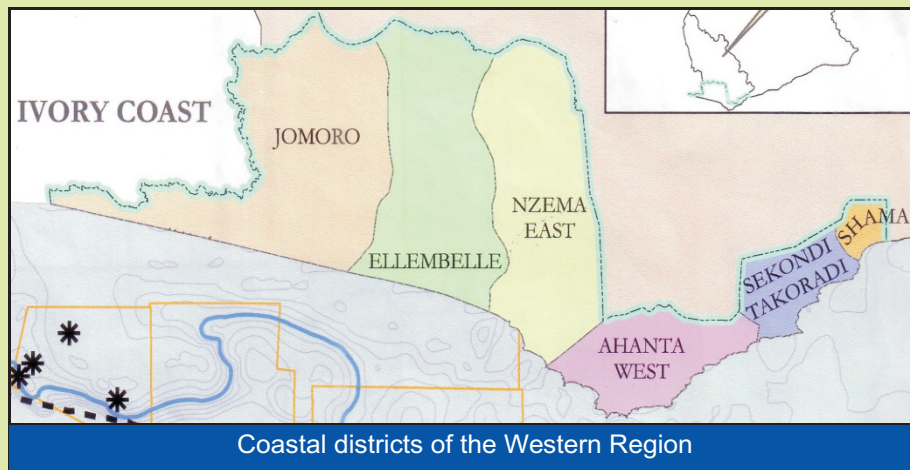 IVORY COAST
JOMORO
ELLEMBELLE
NZEMA
EAST
AHANTA
WEST
SEKONDI
TAKORADI
SHAMA
Coastal districts of the Western Region